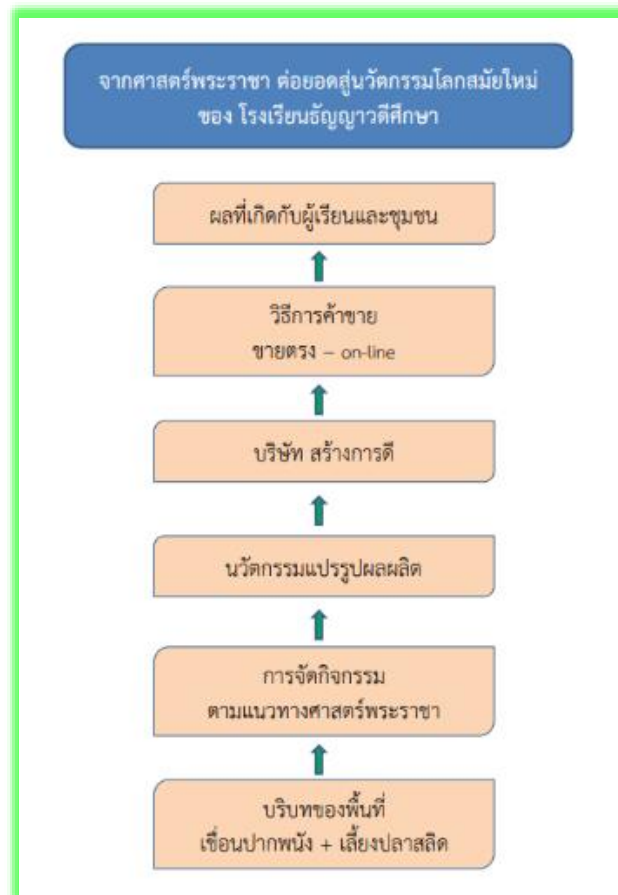 จากศาสตร์พระราชา ต่อยอดสู่นวัตกรรมโลกสมัยใหม่
ของ โรงเรียนธัญญาวดีศึกษา
ผลที่เกิดกับผู้เรียนและชุมชน
วิธีการค้าขาย
ขายตรง – on-line
บริษัท สร้างการดี
นวัตกรรมแปรรูปผลผลิต
การจัดกิจกรรม
ตามแนวทางศาสตร์พระราชา
บริบทของพื้นที่
เขื่อนปากพนัง + เลี้ยงปลาสลิด